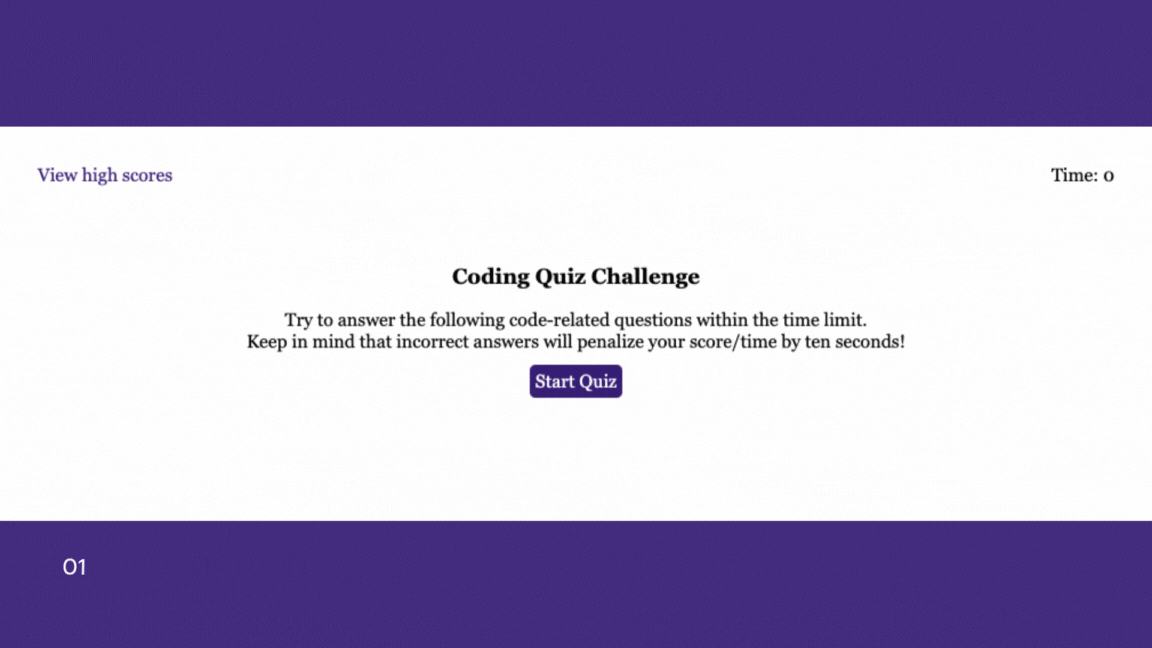 View high scores
Time: 0
Coding Quiz Challenge
Try to answer the following code-related questions within the time limit.
Keep in mind that incorrect answers will penalize your score/time by ten seconds!
Start Quiz
01